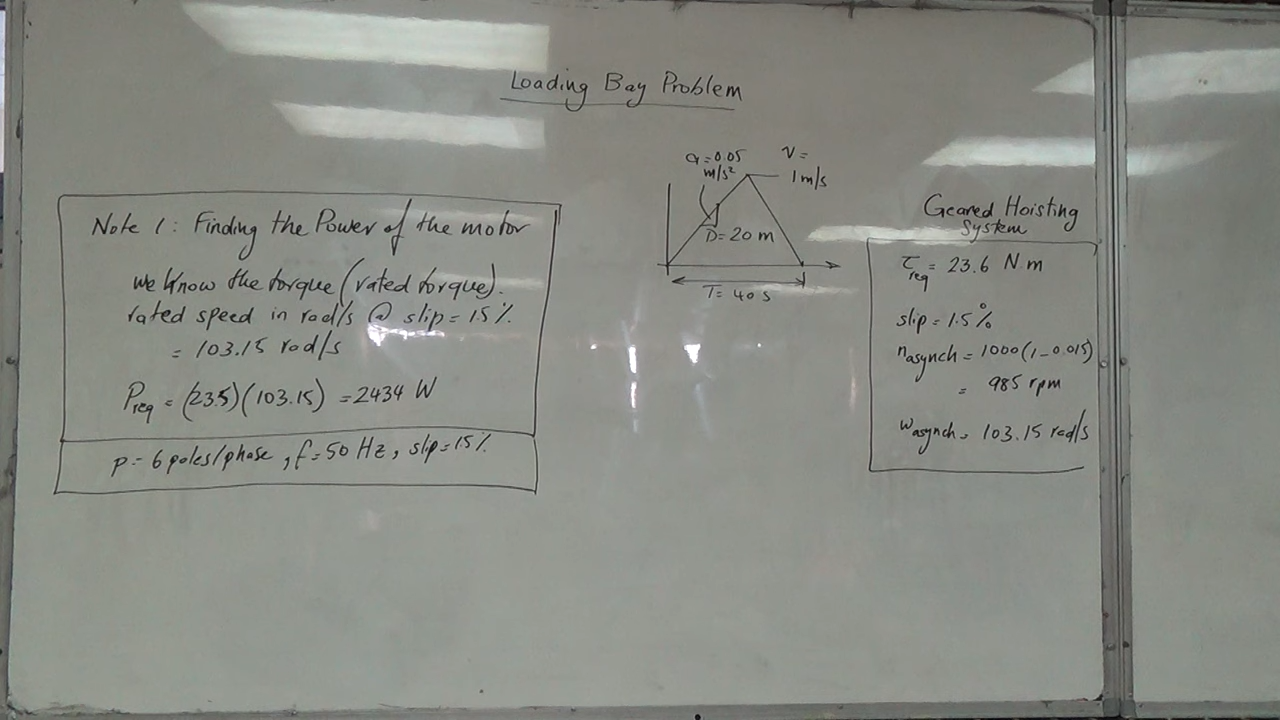 Loading Bay Problem
Note 1: Finding the Power of the motor
we know the torque (rated torque).
rated speed in rad/s @ slip = 1.5%.
= 103.15 rad/s
Preq = (23.5)(103.15) = 2434 W
p = 6 poles/phase, f = 50 Hz, slip = 1.5%
a = 0.05
m/s²
v =
1 m/s
D = 20 m
T = 40 s
Geared Hoisting
System
τreq = 23.6 N m
slip = 1.5%
nasynch = 1000(1-0.015)
= 985 rpm
ωasynch = 103.15 rad/s